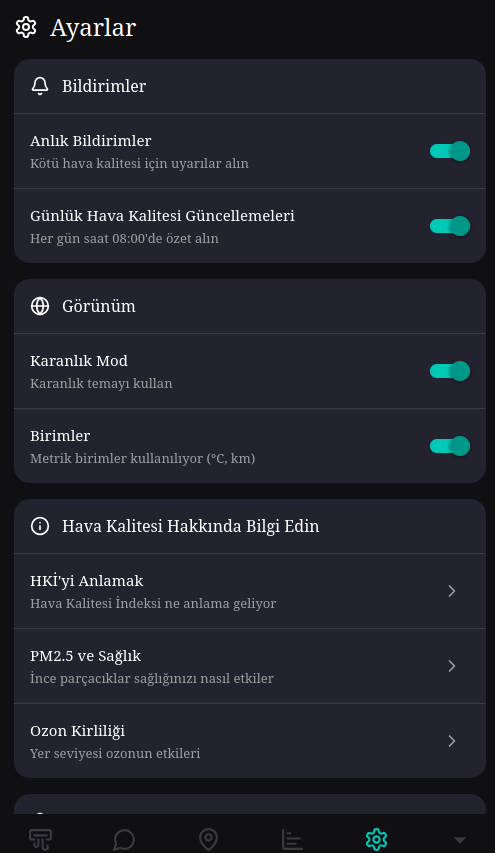 Ayarlar
Bildirimler
Anlık Bildirimler
Kötü hava kalitesi için uyarılar alın
Günlük Hava Kalitesi Güncellemeleri
Her gün saat 08:00'de özet alın
Görünüm
Karanlık Mod
Karanlık temayı kullan
Birimler
Metrik birimler kullanılıyor (°C, km)
Hava Kalitesi Hakkında Bilgi Edin
HKİ'yi Anlamak
Hava Kalitesi İndeksi ne anlama geliyor
PM2.5 ve Sağlık
İnce parçacıklar sağlığınızı nasıl etkiler
Ozon Kirliliği
Yer seviyesi ozonun etkileri